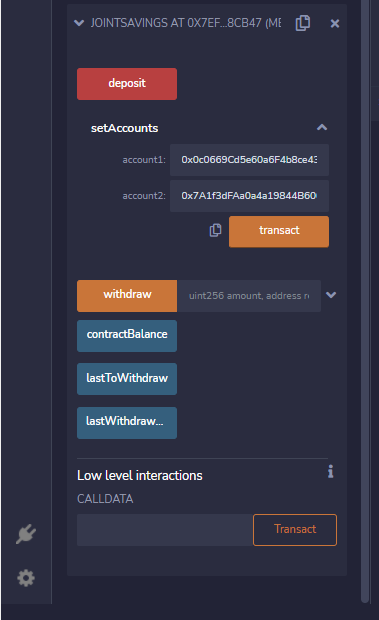 JOINTSAVINGS AT 0X7EF...8CB47 (ME
deposit
setAccounts
account1: 0x0c0669Cd5e60a6F4b8ce43
account2: 0x7A1f3dFAa0a4a19844B60
transact
withdraw uint256 amount, address r
contractBalance
lastToWithdraw
lastWithdraw...
Low level interactions
CALLDATA
Transact